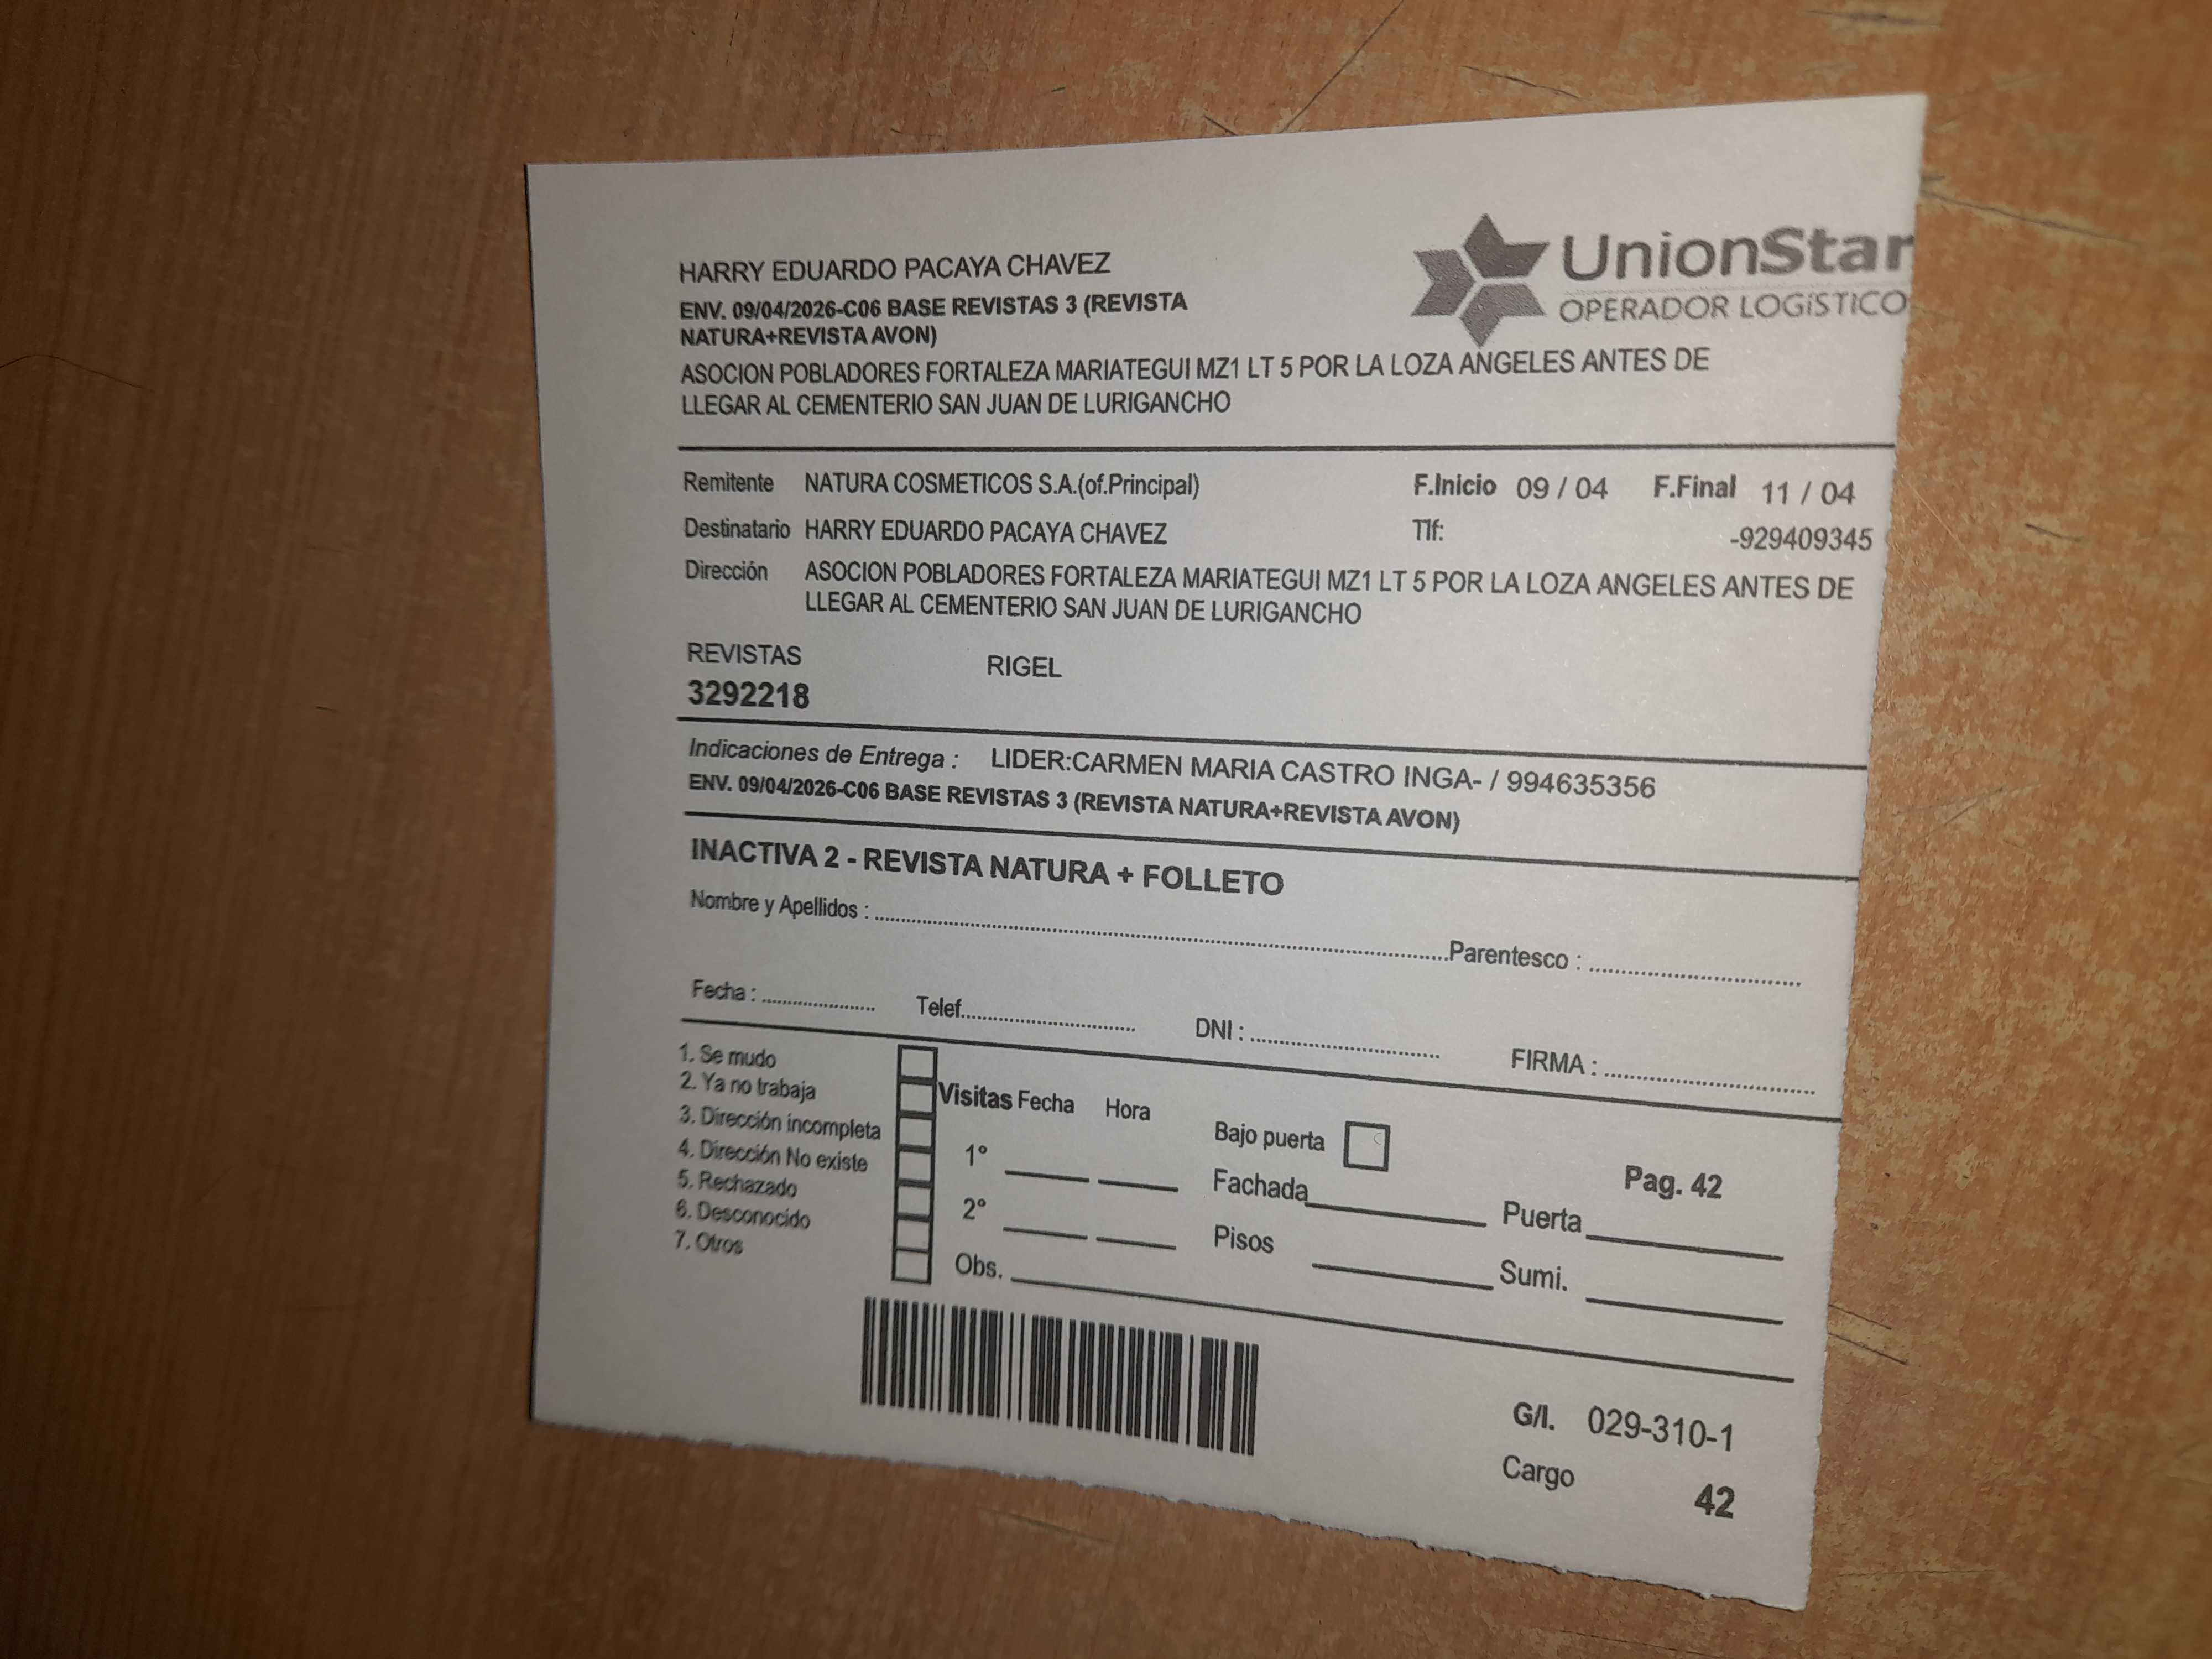 HARRY EDUARDO PACAYA CHAVEZ
ENV. 09/04/2026-C06 BASE REVISTAS 3 (REVISTA
NATURA+REVISTA AVON)
UnionStar
OPERADOR LOGíSTICO
ASOCION POBLADORES FORTALEZA MARIATEGUI MZ1 LT 5 POR LA LOZA ANGELES ANTES DE
LLEGAR AL CEMENTERIO SAN JUAN DE LURIGANCHO
Remitente NATURA COSMETICOS S.A.(of.Principal) F.Inicio 09 / 04 F.Final 11 / 04
Destinatario HARRY EDUARDO PACAYA CHAVEZ Tlf: -929409345
Dirección ASOCION POBLADORES FORTALEZA MARIATEGUI MZ1 LT 5 POR LA LOZA ANGELES ANTES DE
LLEGAR AL CEMENTERIO SAN JUAN DE LURIGANCHO
REVISTAS RIGEL
3292218
Indicaciones de Entrega : LIDER:CARMEN MARIA CASTRO INGA- / 994635356
ENV. 09/04/2026-C06 BASE REVISTAS 3 (REVISTA NATURA+REVISTA AVON)
INACTIVA 2 - REVISTA NATURA + FOLLETO
Nombre y Apellidos : Parentesco :
Fecha : Telef. DNI : FIRMA :
1. Se mudo
2. Ya no trabaja
3. Dirección incompleta
4. Dirección No existe
5. Rechazado
6. Desconocido
7. Otros
Visitas Fecha Hora
1°
2°
Obs.
Bajo puerta
Fachada Puerta
Pisos Sumi.
Pag. 42
G/I. 029-310-1
Cargo 42